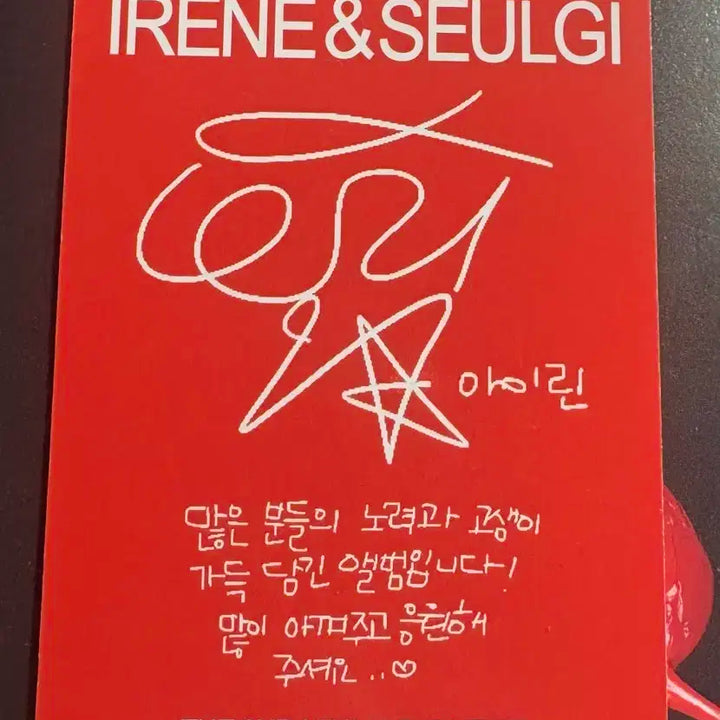 IRENE & SEULGI
아이린
많은 분들의 노력과 고생이
가득 담긴 앨범입니다!
많이 아껴주고 응원해
주세요..♡